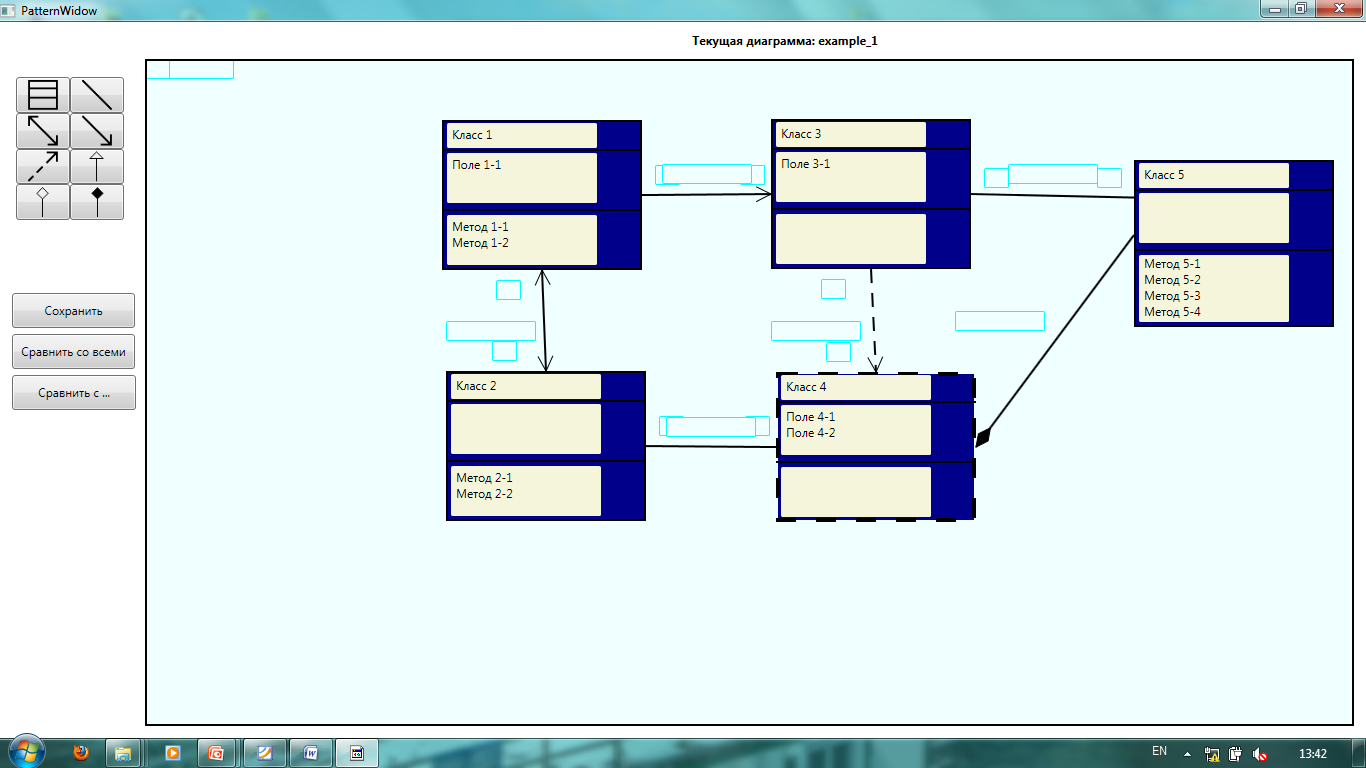 PatternWidow
Текущая диаграмма: example_1
Сохранить
Сравнить со всеми
Сравнить с ...
Класс 1
Поле 1-1
Метод 1-1
Метод 1-2
Класс 3
Поле 3-1
Класс 5
Метод 5-1
Метод 5-2
Метод 5-3
Метод 5-4
Класс 2
Метод 2-1
Метод 2-2
Класс 4
Поле 4-1
Поле 4-2
EN
13:42